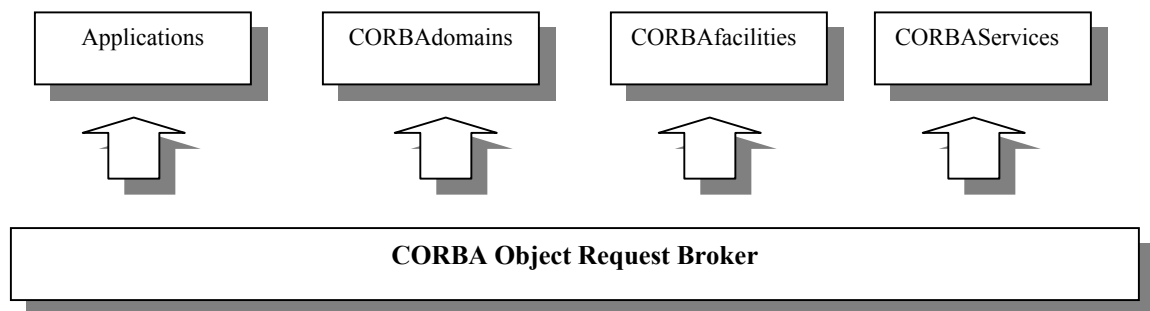 Applications
CORBAdomains
CORBAfacilities
CORBAServices
CORBA Object Request Broker